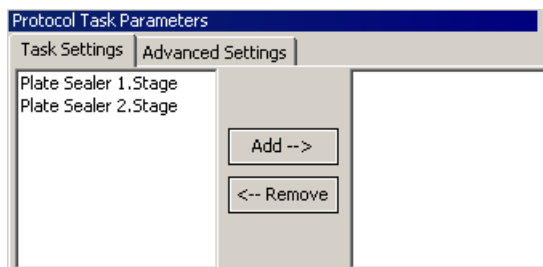 Protocol Task Parameters
Task Settings
Advanced Settings
Plate Sealer 1.Stage
Plate Sealer 2.Stage
Add -->
<-- Remove